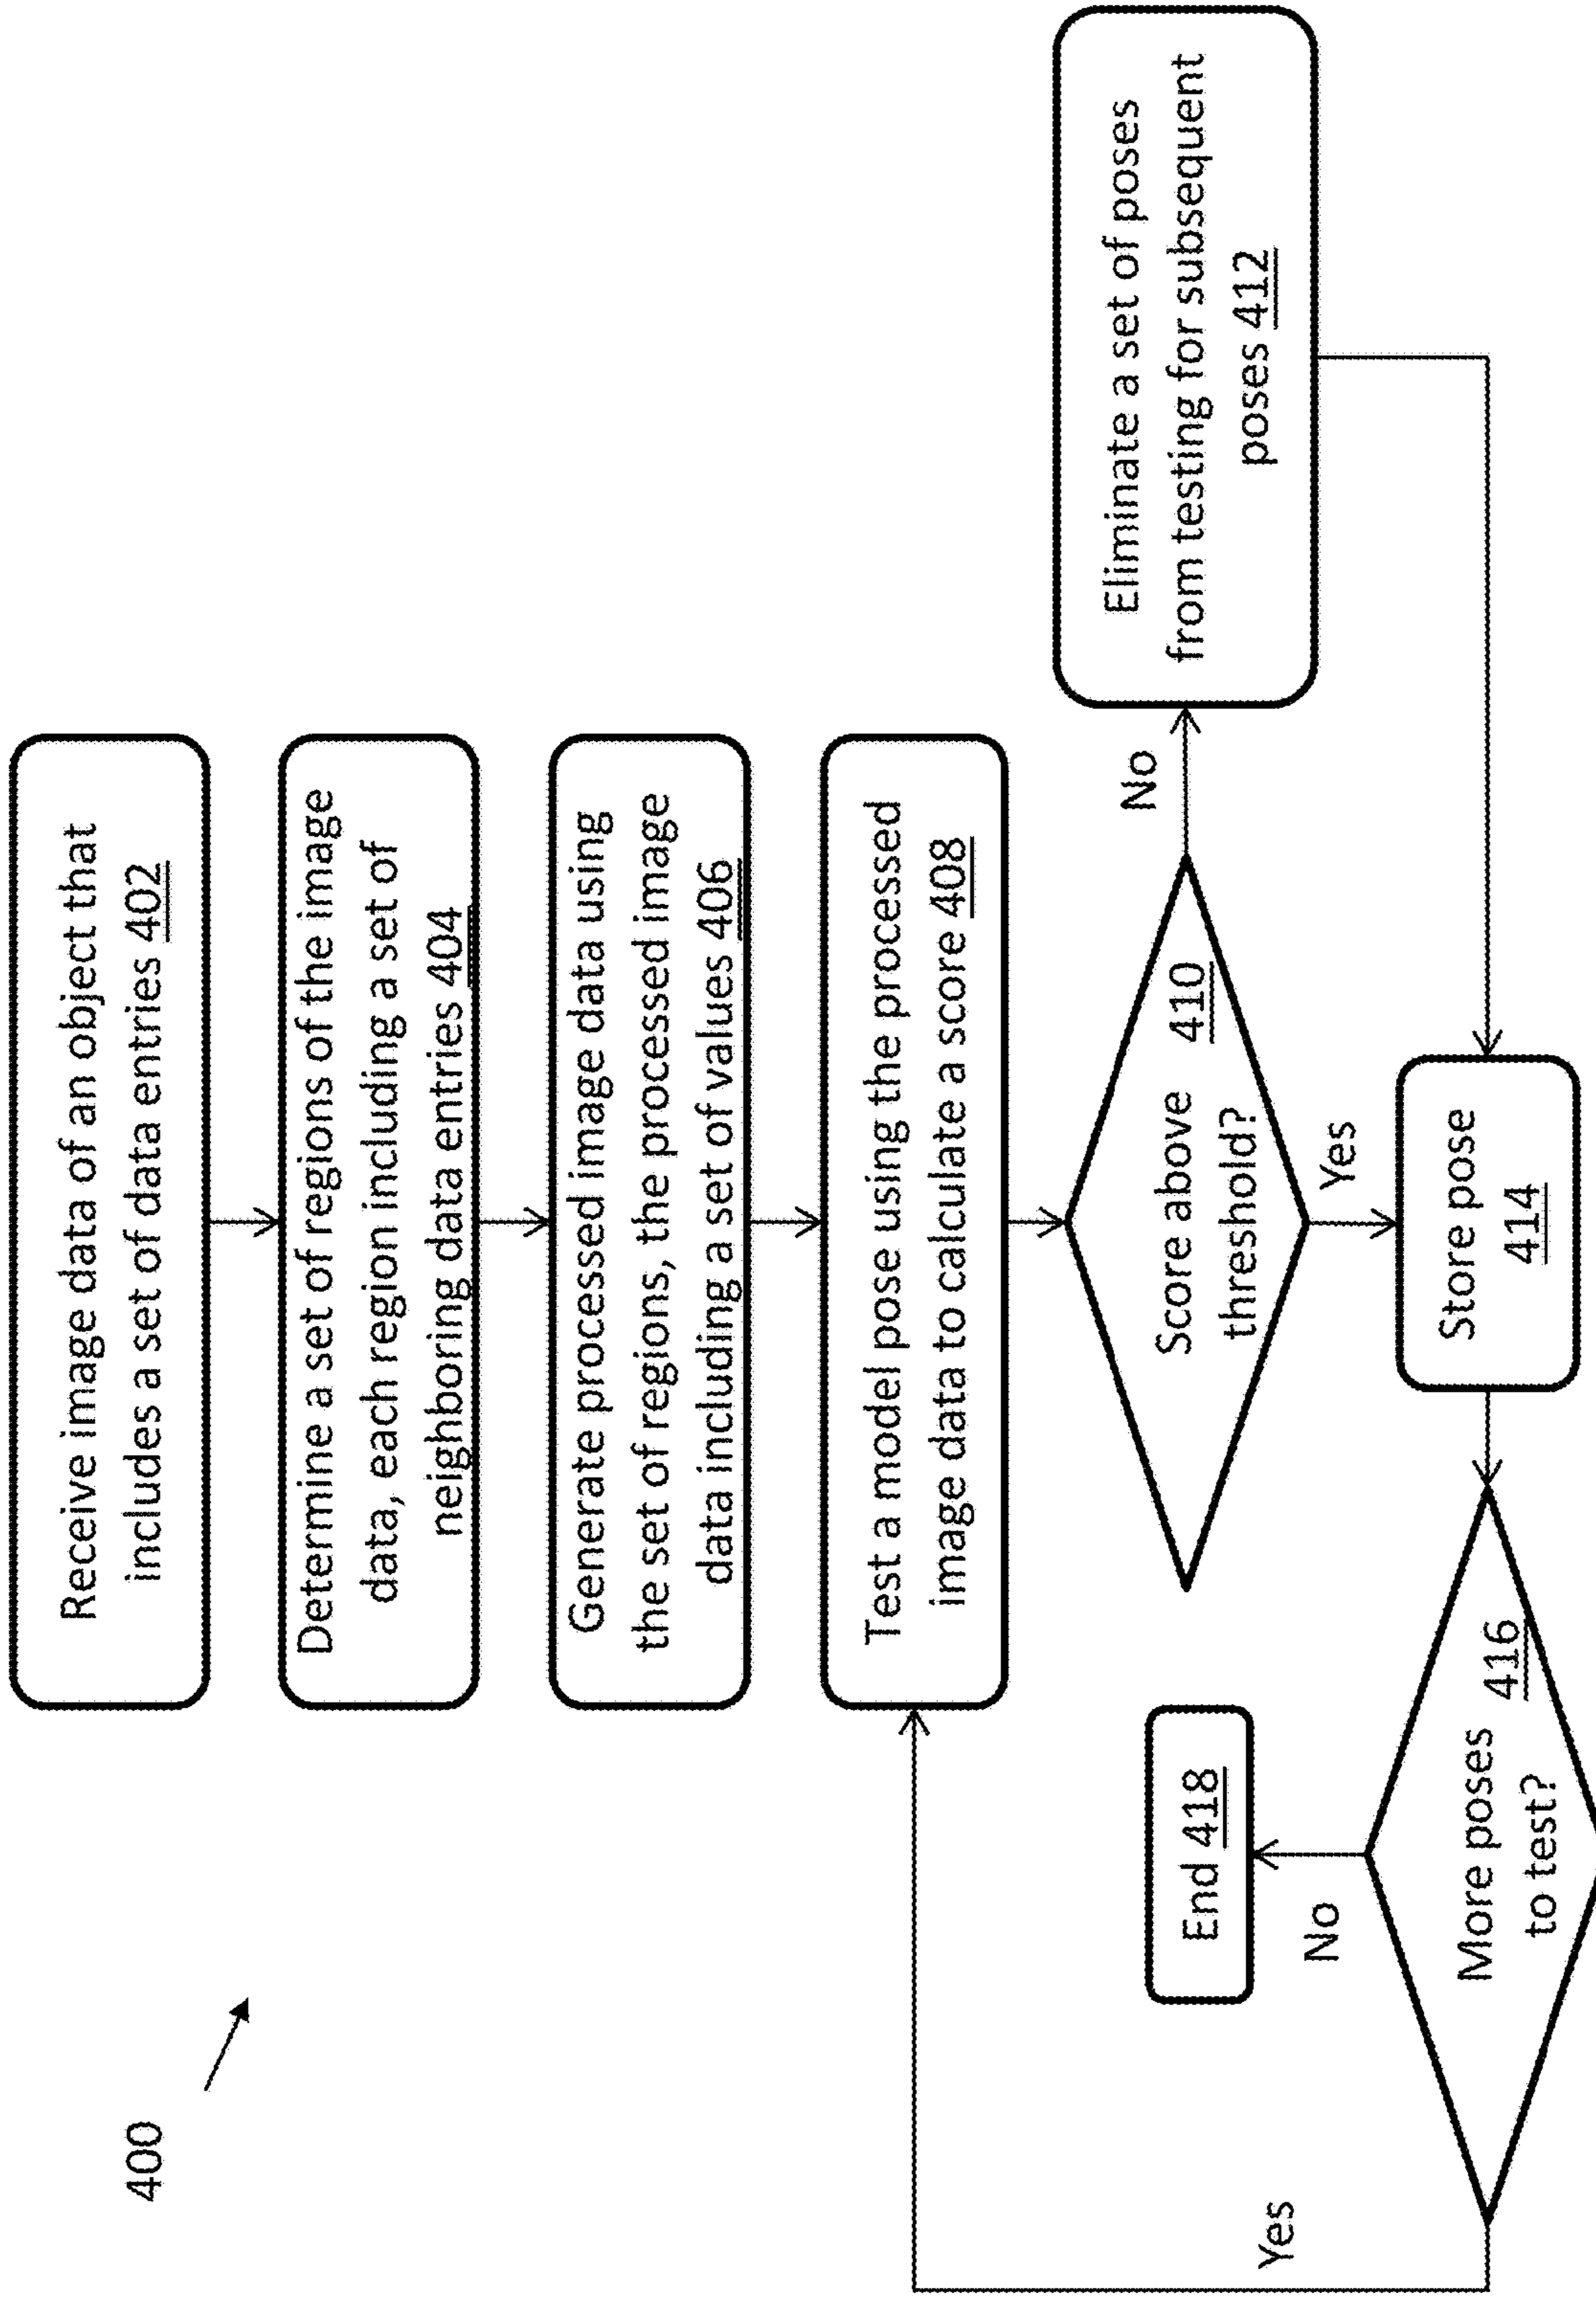 400
Receive image data of an object that
includes a set of data entries 402
Determine a set of regions of the image
data, each region including a set of
neighboring data entries 404
Generate processed image data using
the set of regions, the processed image
data including a set of values 406
Test a model pose using the processed
image data to calculate a score 408
Score above
threshold?
410
No
Eliminate a set of poses
from testing for subsequent
poses 412
Yes
Store pose
414
More poses
to test?
416
No
End 418
Yes